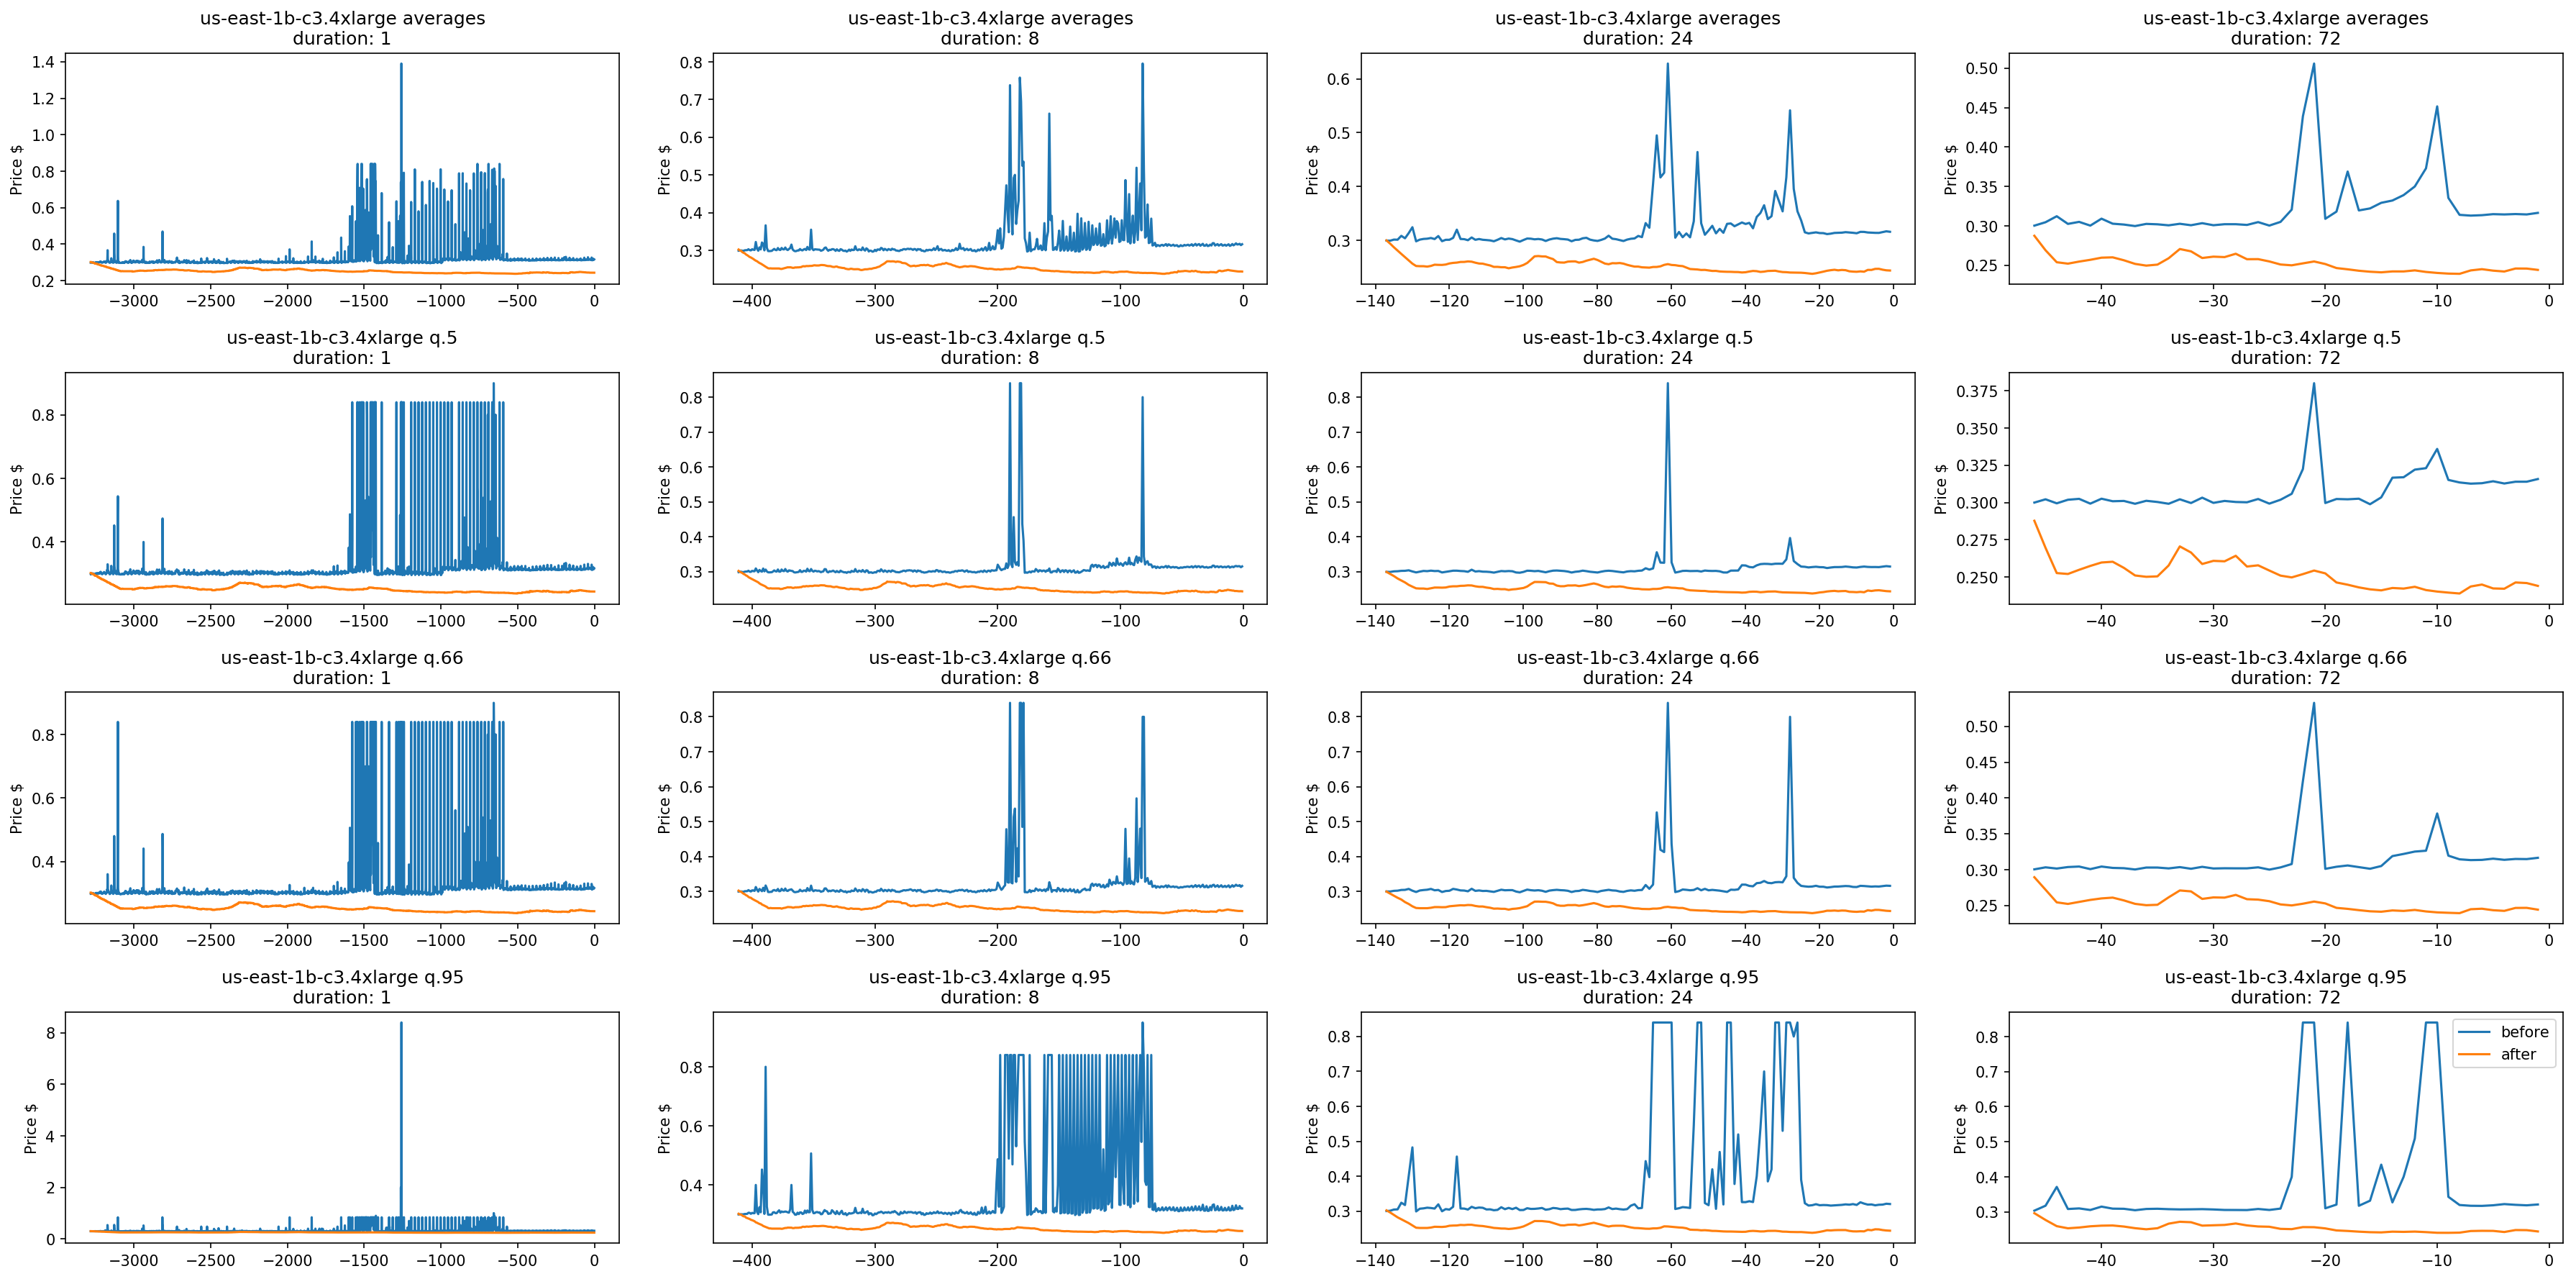 us-east-1b-c3.4xlarge averages
duration: 1
Price $
1.4
1.2
1.0
0.8
0.6
0.4
0.2
−3000 −2500 −2000 −1500 −1000 −500 0
us-east-1b-c3.4xlarge averages
duration: 8
Price $
0.8
0.7
0.6
0.5
0.4
0.3
−400 −300 −200 −100 0
us-east-1b-c3.4xlarge averages
duration: 24
Price $
0.6
0.5
0.4
0.3
−140 −120 −100 −80 −60 −40 −20 0
us-east-1b-c3.4xlarge averages
duration: 72
Price $
0.50
0.45
0.40
0.35
0.30
0.25
−40 −30 −20 −10 0
us-east-1b-c3.4xlarge q.5
duration: 1
Price $
0.8
0.6
0.4
−3000 −2500 −2000 −1500 −1000 −500 0
us-east-1b-c3.4xlarge q.5
duration: 8
Price $
0.8
0.7
0.6
0.5
0.4
0.3
−400 −300 −200 −100 0
us-east-1b-c3.4xlarge q.5
duration: 24
Price $
0.8
0.7
0.6
0.5
0.4
0.3
−140 −120 −100 −80 −60 −40 −20 0
us-east-1b-c3.4xlarge q.5
duration: 72
Price $
0.375
0.350
0.325
0.300
0.275
0.250
−40 −30 −20 −10 0
us-east-1b-c3.4xlarge q.66
duration: 1
Price $
0.8
0.6
0.4
−3000 −2500 −2000 −1500 −1000 −500 0
us-east-1b-c3.4xlarge q.66
duration: 8
Price $
0.8
0.7
0.6
0.5
0.4
0.3
−400 −300 −200 −100 0
us-east-1b-c3.4xlarge q.66
duration: 24
Price $
0.8
0.7
0.6
0.5
0.4
0.3
−140 −120 −100 −80 −60 −40 −20 0
us-east-1b-c3.4xlarge q.66
duration: 72
Price $
0.50
0.45
0.40
0.35
0.30
0.25
−40 −30 −20 −10 0
us-east-1b-c3.4xlarge q.95
duration: 1
Price $
8
6
4
2
0
−3000 −2500 −2000 −1500 −1000 −500 0
us-east-1b-c3.4xlarge q.95
duration: 8
Price $
0.8
0.6
0.4
−400 −300 −200 −100 0
us-east-1b-c3.4xlarge q.95
duration: 24
Price $
0.8
0.7
0.6
0.5
0.4
0.3
−140 −120 −100 −80 −60 −40 −20 0
us-east-1b-c3.4xlarge q.95
duration: 72
Price $
0.8
0.7
0.6
0.5
0.4
0.3
−40 −30 −20 −10 0
before
after